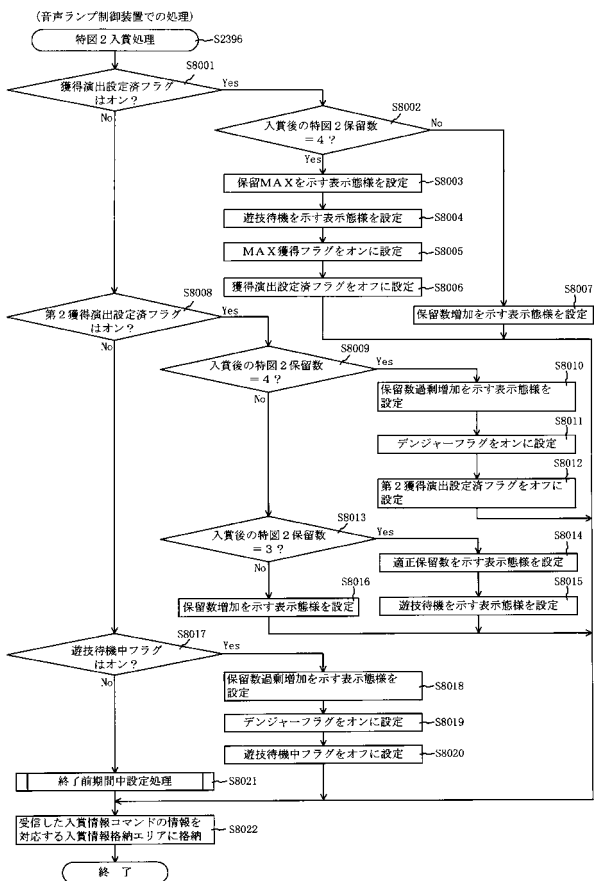 (音声ランプ制御装置での処理)
特図2入賞処理
S2396
S8001
獲得演出設定済フラグ
はオン?
Yes
No
S8002
入賞後の特図2保留数
=4?
No
Yes
保留MAXを示す表示態様を設定
S8003
遊技待機を示す表示態様を設定
S8004
MAX獲得フラグをオンに設定
S8005
獲得演出設定済フラグをオフに設定
S8006
S8007
保留数増加を示す表示態様を設定
S8008
第2獲得演出設定済フラグ
はオン?
Yes
No
S8009
入賞後の特図2保留数
=4?
Yes
No
S8010
保留数過剰増加を示す表示態様を
設定
S8011
デンジャーフラグをオンに設定
S8012
第2獲得演出設定済フラグをオフに
設定
S8013
入賞後の特図2保留数
=3?
Yes
No
S8014
適正保留数を示す表示態様を設定
S8015
遊技待機を示す表示態様を設定
S8016
保留数増加を示す表示態様を設定
S8017
遊技待機中フラグ
はオン?
Yes
No
保留数過剰増加を示す表示態様を
設定
S8018
デンジャーフラグをオンに設定
S8019
遊技待機中フラグをオフに設定
S8020
終了前期間中設定処理
S8021
受信した入賞情報コマンドの情報を
対応する入賞情報格納エリアに格納
S8022
終了